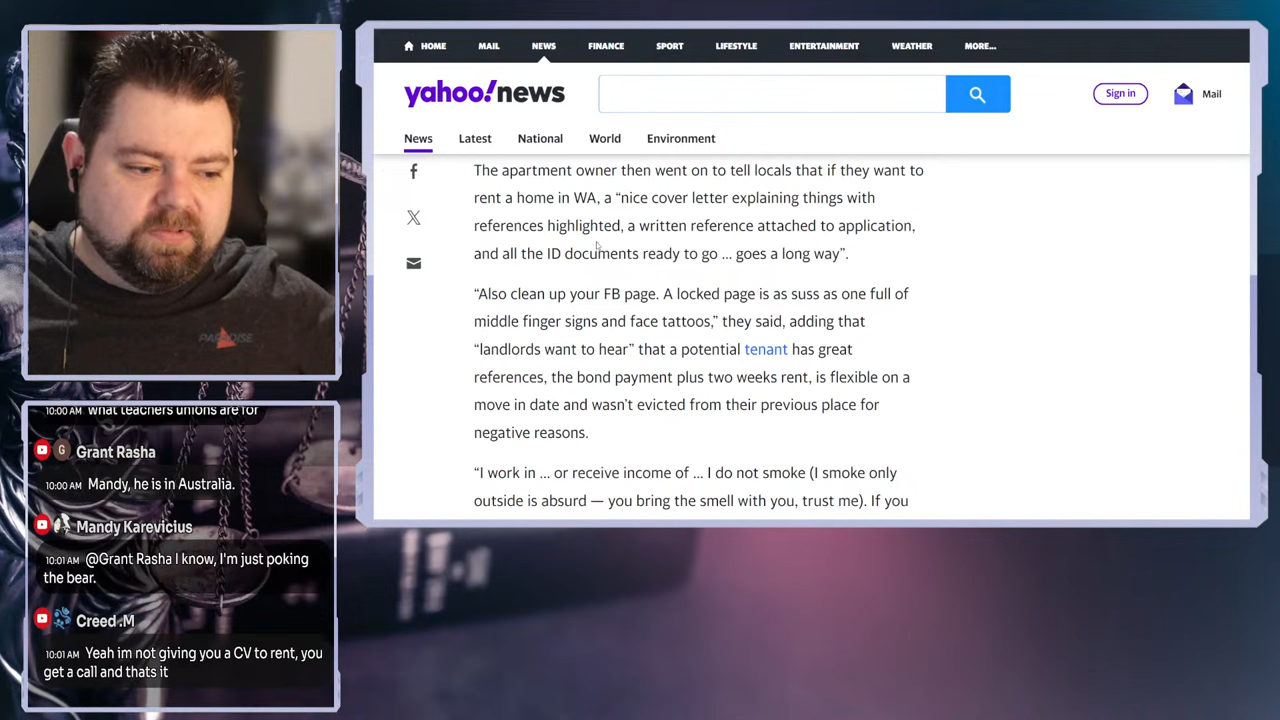 HOME MAIL NEWS FINANCE SPORT LIFESTYLE ENTERTAINMENT WEATHER MORE...
yahoo!news
Sign in
Mail
News Latest National World Environment
The apartment owner then went on to tell locals that if they want to
rent a home in WA, a “nice cover letter explaining things with
references highlighted, a written reference attached to application,
and all the ID documents ready to go ... goes a long way”.
“Also clean up your FB page. A locked page is as suss as one full of
middle finger signs and face tattoos,” they said, adding that
“landlords want to hear” that a potential tenant has great
references, the bond payment plus two weeks rent, is flexible on a
move in date and wasn’t evicted from their previous place for
negative reasons.
“I work in ... or receive income of ... I do not smoke (I smoke only
outside is absurd — you bring the smell with you, trust me). If you
PARADISE
10:00 AM what teachers unions are for
G Grant Rasha
10:00 AM Mandy, he is in Australia.
Mandy Karevicius
10:01 AM @Grant Rasha I know, I'm just poking
the bear.
Creed .M
10:01 AM Yeah im not giving you a CV to rent, you
get a call and thats it